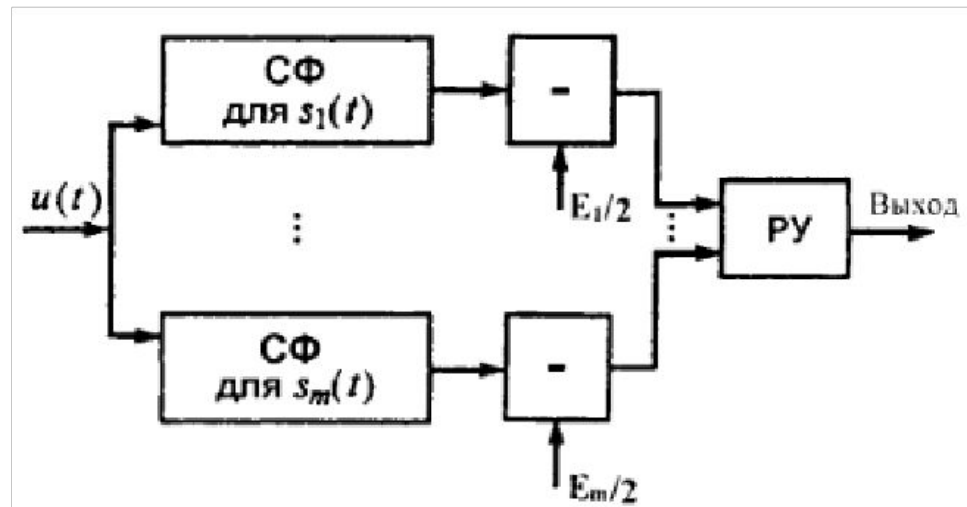 СФ
для s₁(t)
-
u(t)
E₁/2
⋮
⋮
РУ
Выход
СФ
для sₘ(t)
-
Eₘ/2